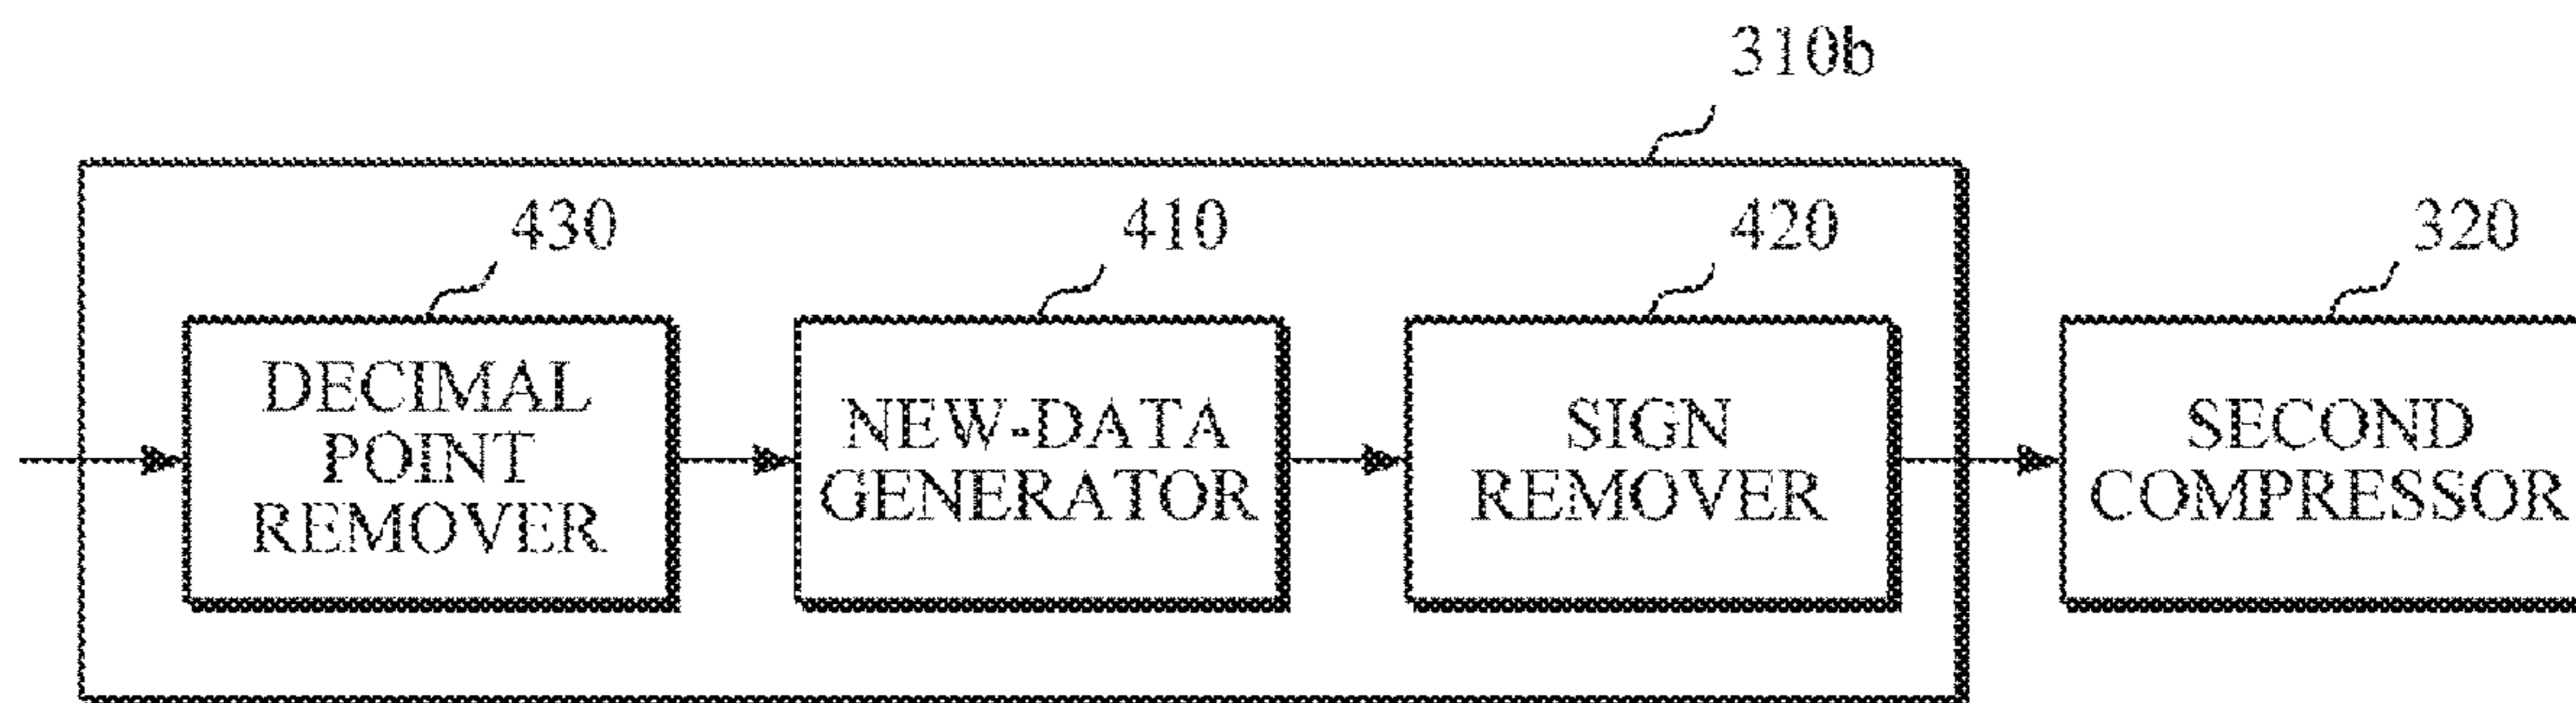 310b
430
410
420
320
DECIMAL
POINT
REMOVER
NEW-DATA
GENERATOR
SIGN
REMOVER
SECOND
COMPRESSOR